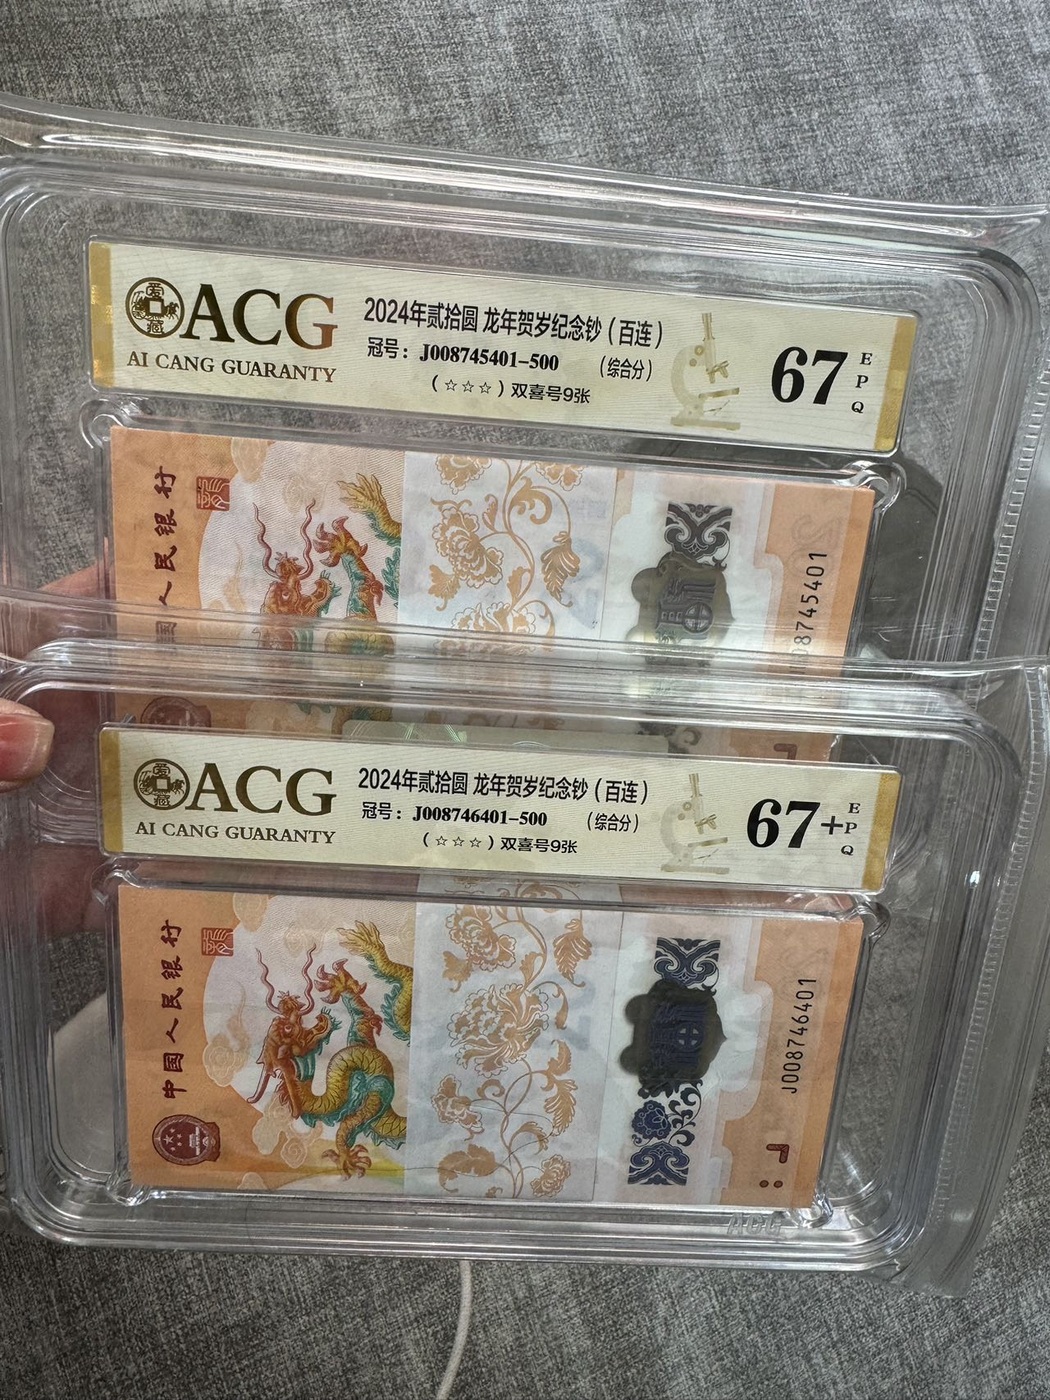 ACG
AI CANG GUARANTY
2024年贰拾圆 龙年贺岁纪念钞(百连)
冠号: J008745401-500 (综合分)
(☆☆☆)双喜号9张
67
E
P
Q
中国人民银行
8745401
ACG
AI CANG GUARANTY
2024年贰拾圆 龙年贺岁纪念钞(百连)
冠号: J008746401-500 (综合分)
(☆☆☆)双喜号9张
67+
E
P
Q
中国人民银行
J008746401
ACG